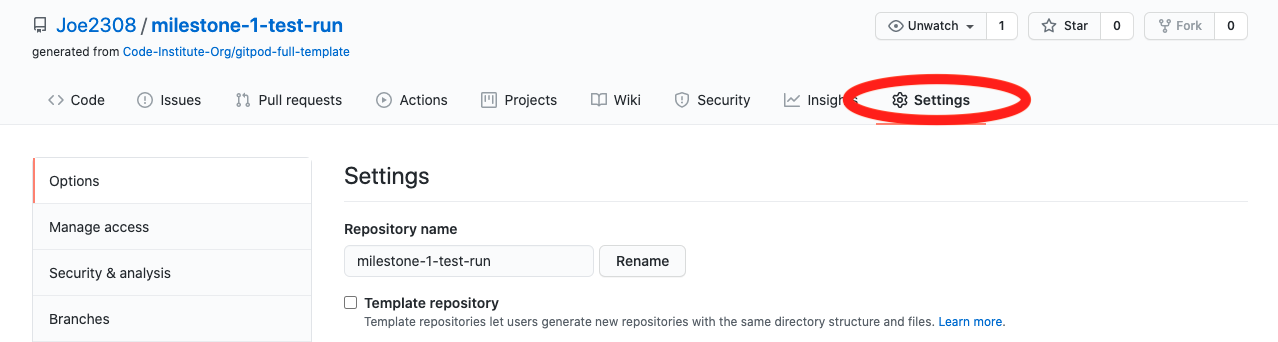 Joe2308 / milestone-1-test-run
Unwatch 1 Star 0 Fork 0
generated from Code-Institute-Org/gitpod-full-template
Code Issues Pull requests Actions Projects Wiki Security Insights Settings
Options
Manage access
Security & analysis
Branches
Settings
Repository name
milestone-1-test-run Rename
Template repository
Template repositories let users generate new repositories with the same directory structure and files. Learn more.